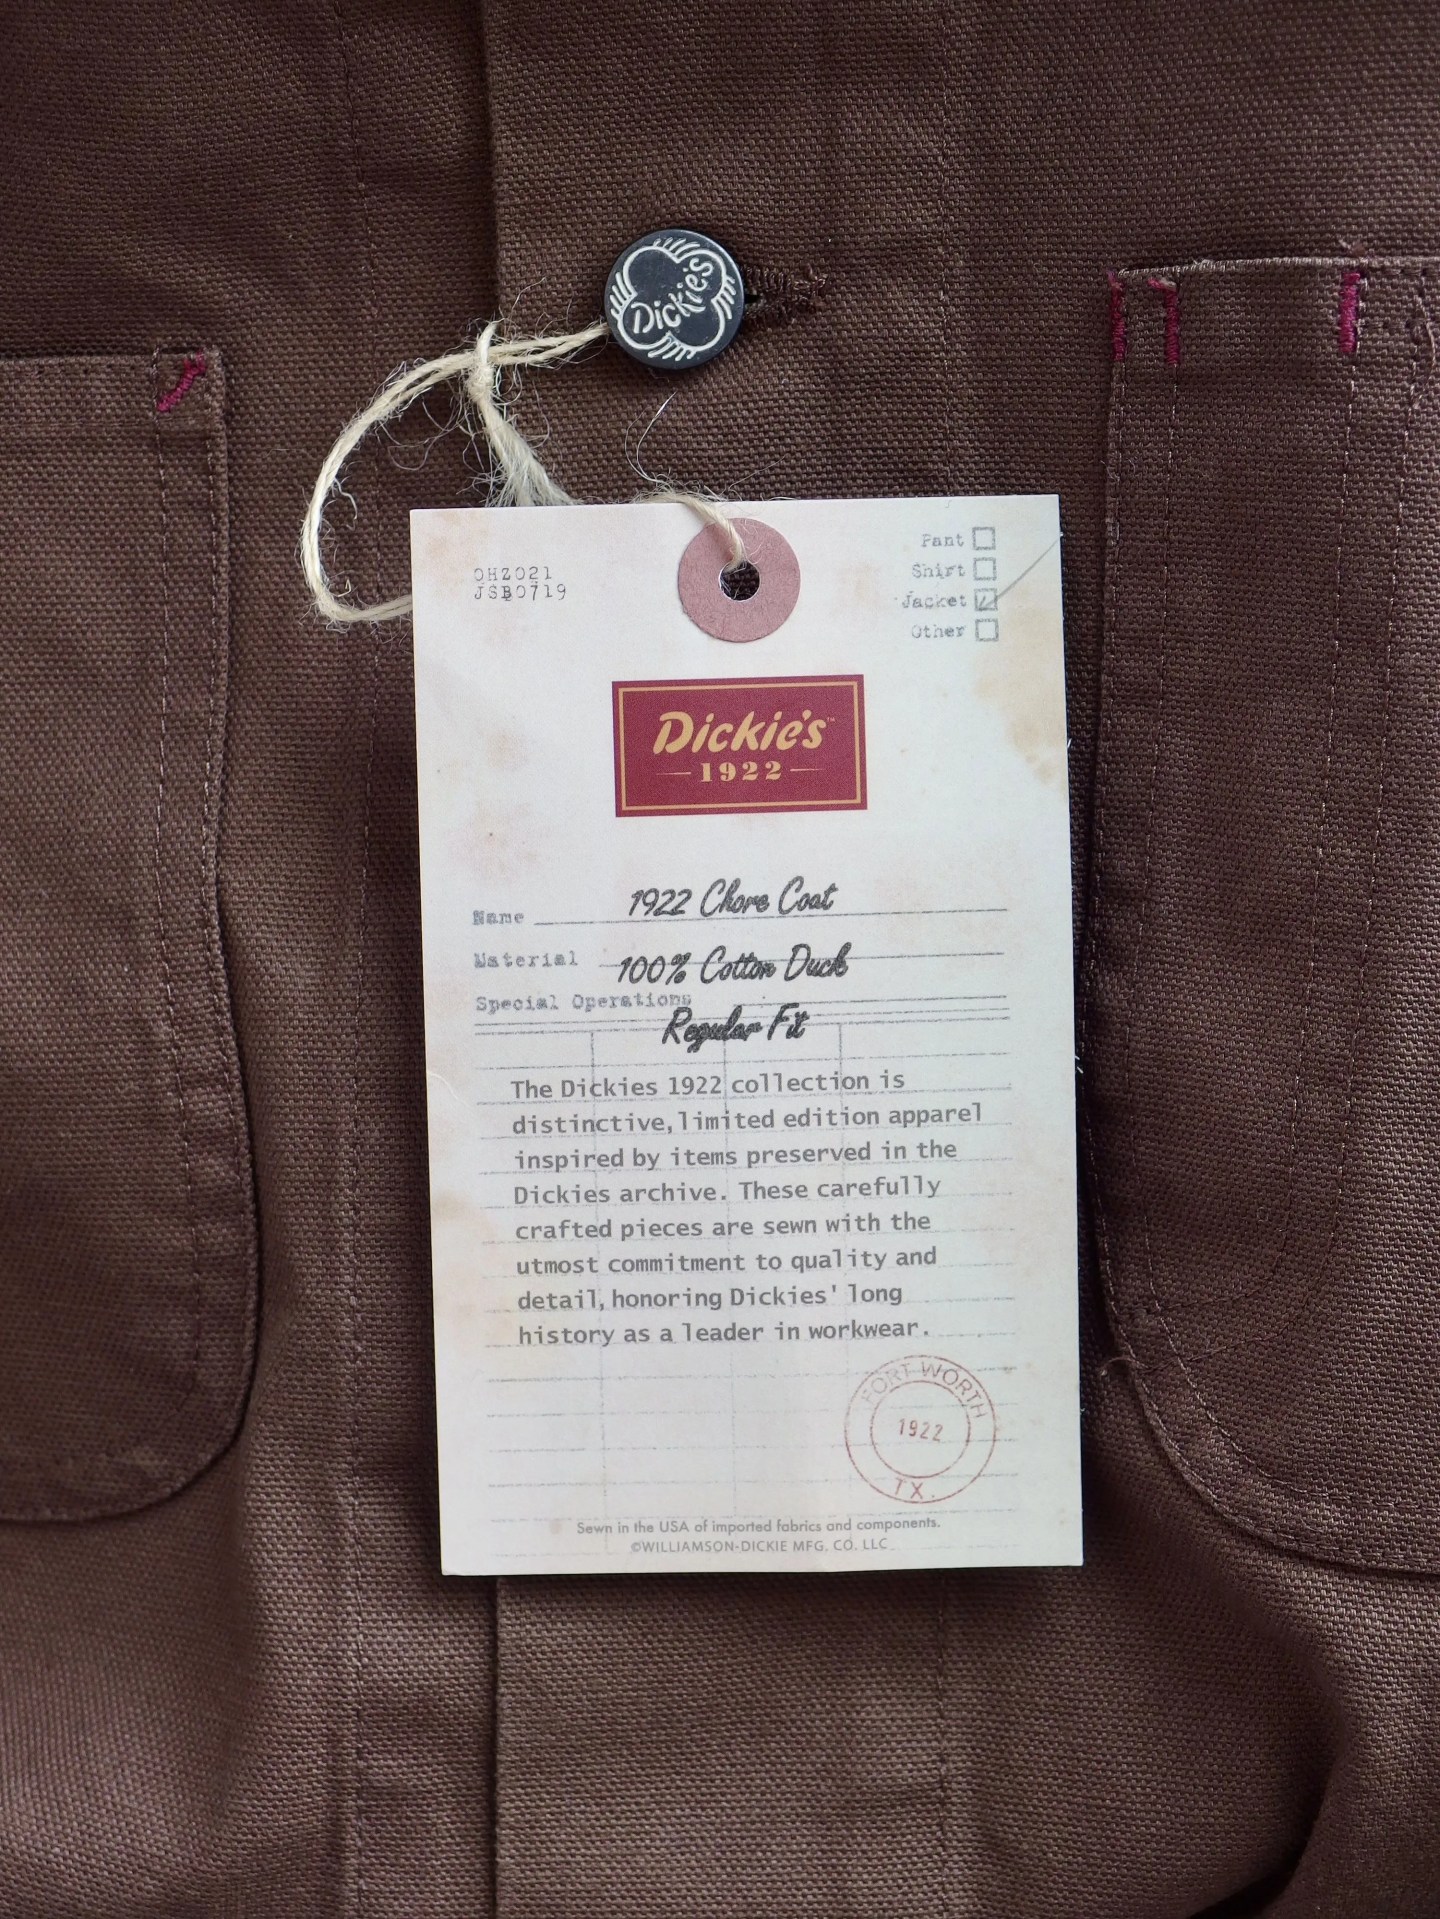 Dickie's
OHZ021
JSB0719
Pant
Shirt
Jacket
Other
Dickie's™
1922
Name 1922 Chore Coat
Material 100% Cotton Duck
Special Operations
Regular Fit
The Dickies 1922 collection is
distinctive, limited edition apparel
inspired by items preserved in the
Dickies archive. These carefully
crafted pieces are sewn with the
utmost commitment to quality and
detail, honoring Dickies' long
history as a leader in workwear.
FORT WORTH
1922
TX.
Sewn in the USA of imported fabrics and components.
©WILLIAMSON-DICKIE MFG. CO. LLC